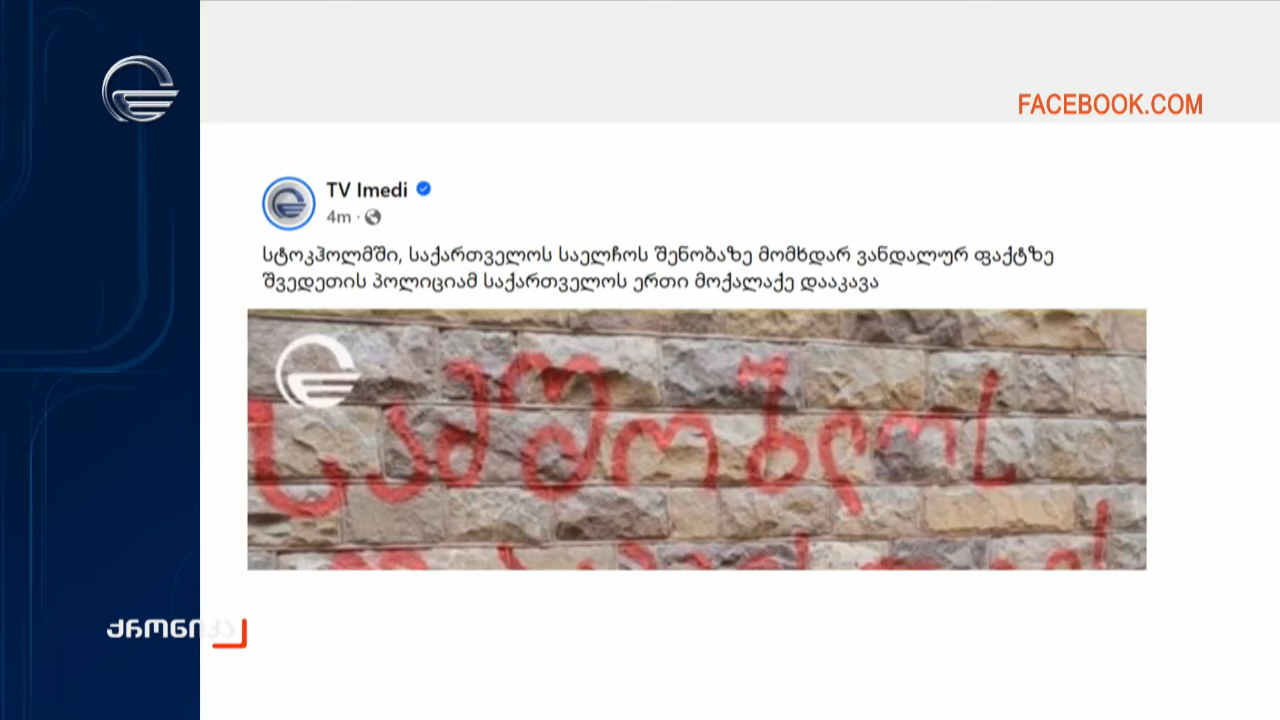 FACEBOOK.COM
TV Imedi
4m
სტოკჰოლმში, საქართველოს საელჩოს შენობაზე მომხდარ ვანდალურ ფაქტზე
შვედეთის პოლიციამ საქართველოს ერთი მოქალაქე დააკავა
სამშობლოს
ქრონიკა